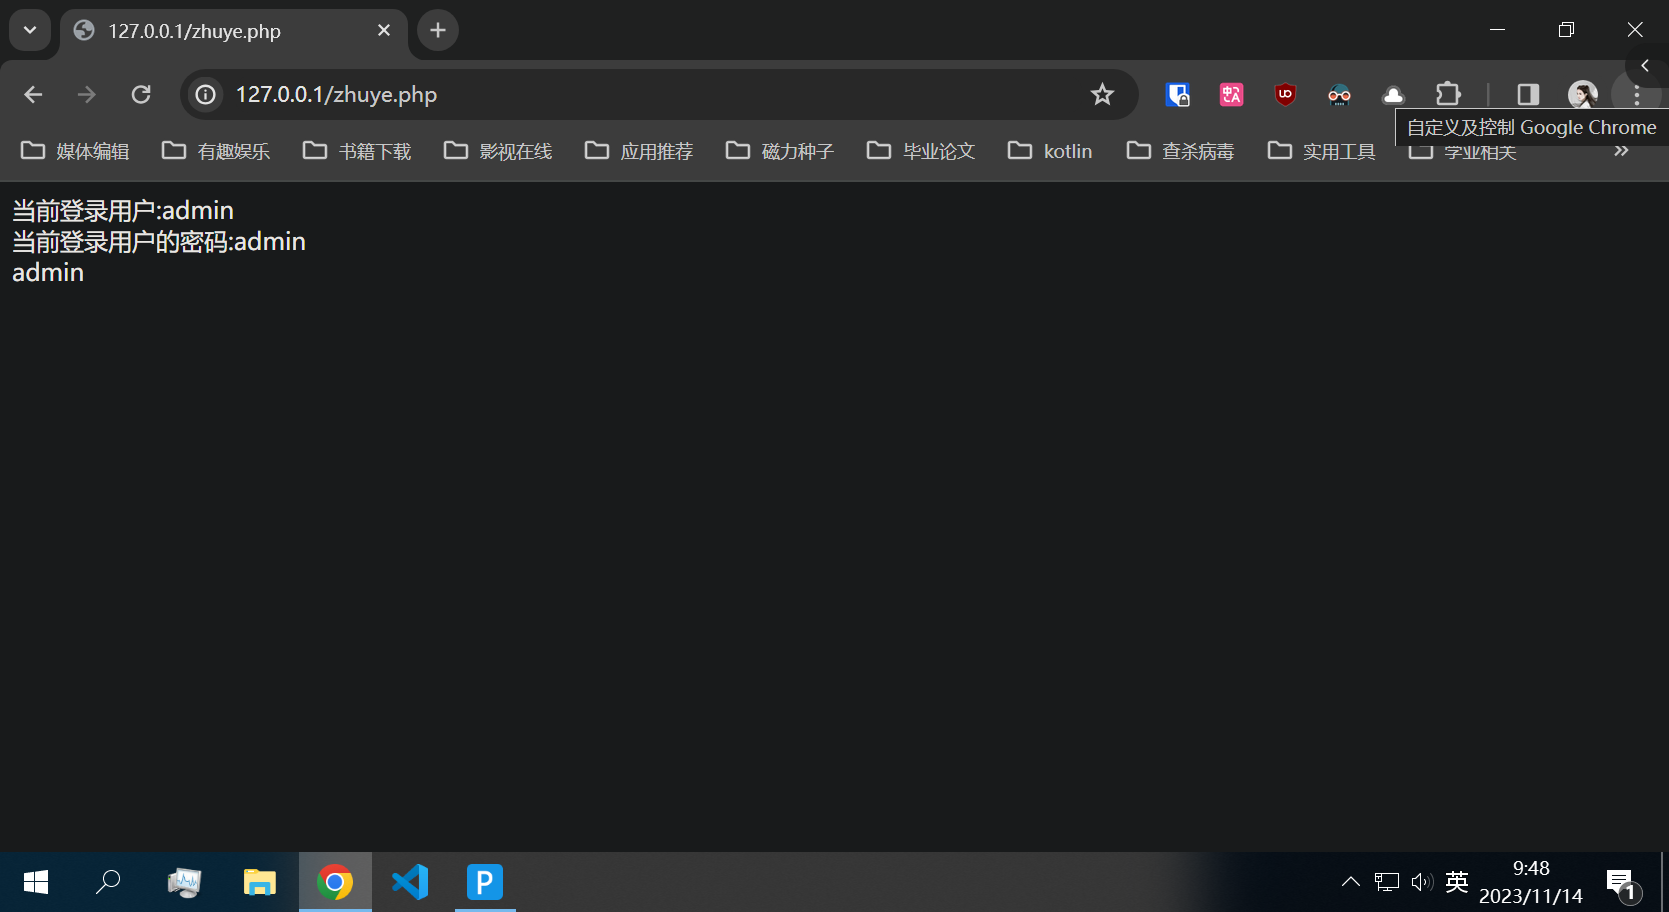 127.0.0.1/zhuye.php
127.0.0.1/zhuye.php
自定义及控制 Google Chrome
媒体编辑 有趣娱乐 书籍下载 影视在线 应用推荐 磁力种子 毕业论文 kotlin 查杀病毒 实用工具 学业相关
当前登录用户:admin
当前登录用户的密码:admin
admin
英
9:48
2023/11/14
1